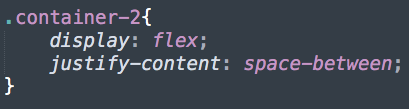 .container-2{
    display: flex;
    justify-content: space-between;
}